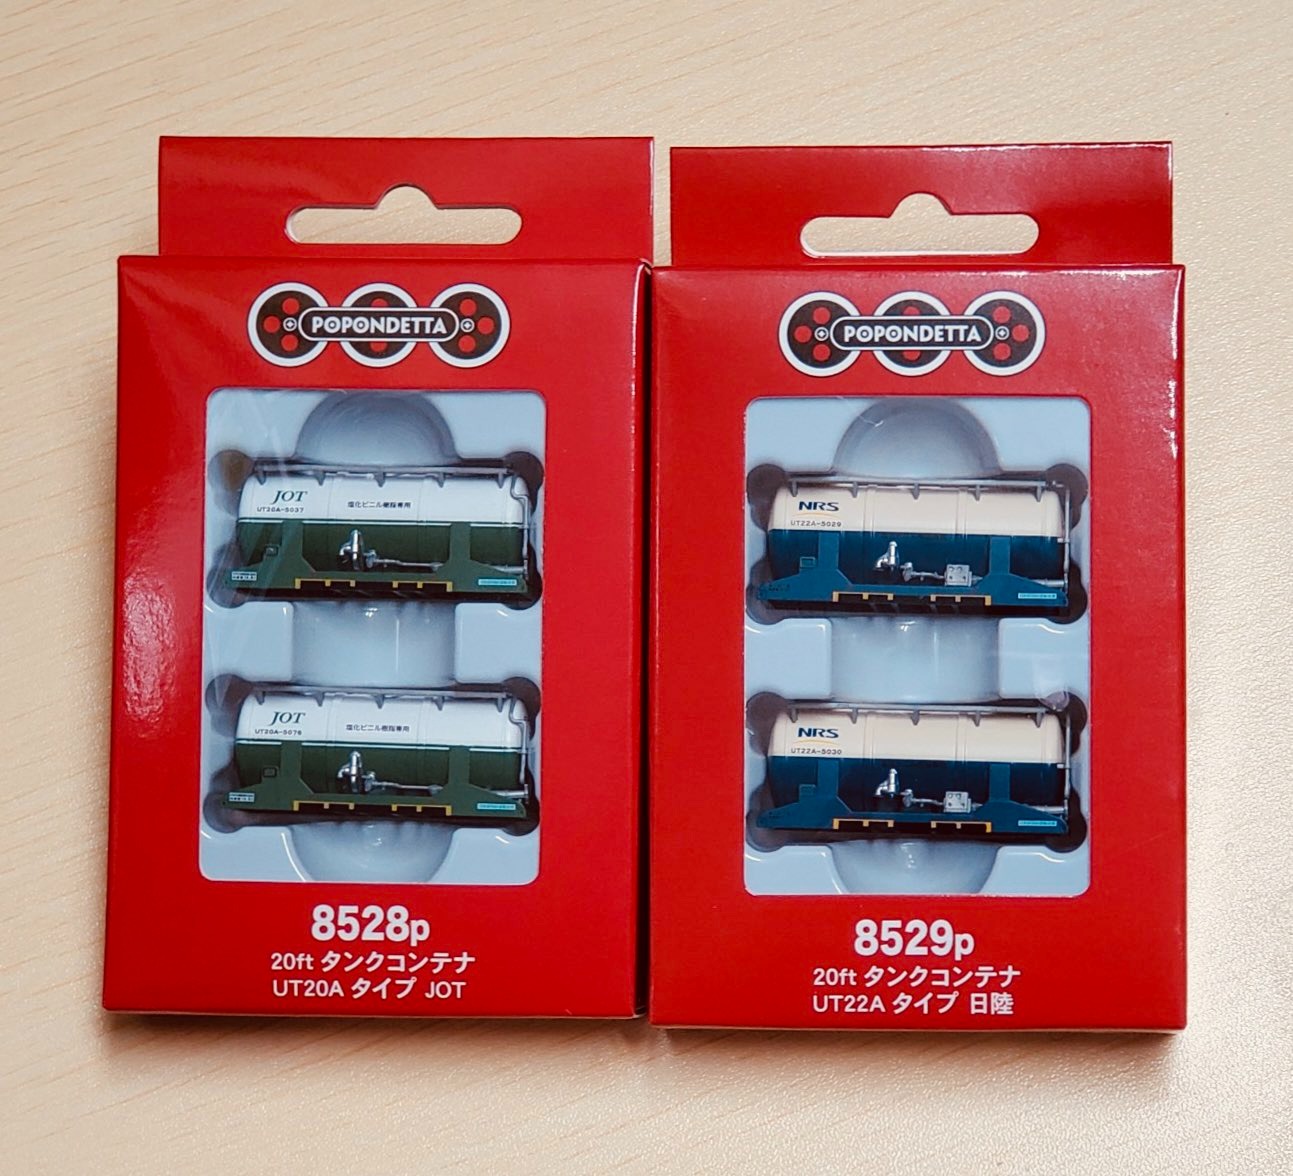 POPONDETTA
JOT
UT20A-5037
塩化ビニル樹脂専用
JOT
UT20A-5076
塩化ビニル樹脂専用
8528p
20ft タンクコンテナ
UT20A タイプ JOT
POPONDETTA
NRS
UT22A-5029
NRS
UT22A-5030
8529p
20ft タンクコンテナ
UT22A タイプ 日陸